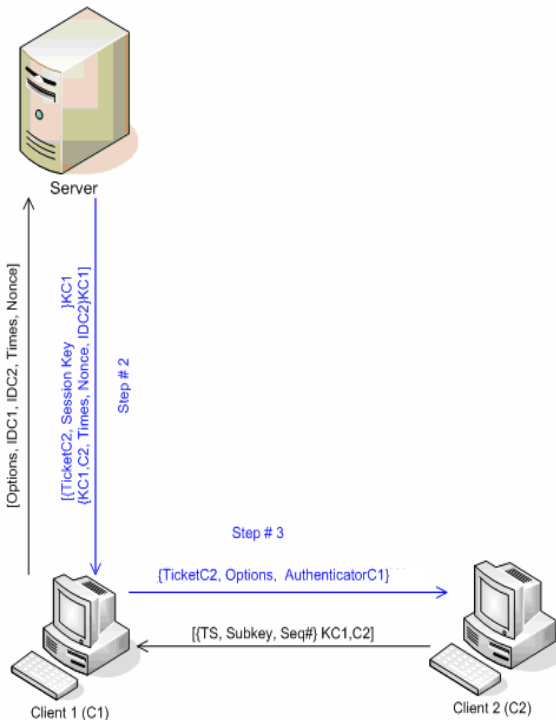 Server
[Options, IDC1, IDC2, Times, Nonce]
[{TicketC2, Session Key }KC1
{KC1.C2, Times, Nonce, IDC2}KC1]
Step # 2
Step # 3
{TicketC2, Options, AuthenticatorC1}
[{TS, Subkey, Seq#} KC1,C2]
Client 1 (C1)
Client 2 (C2)